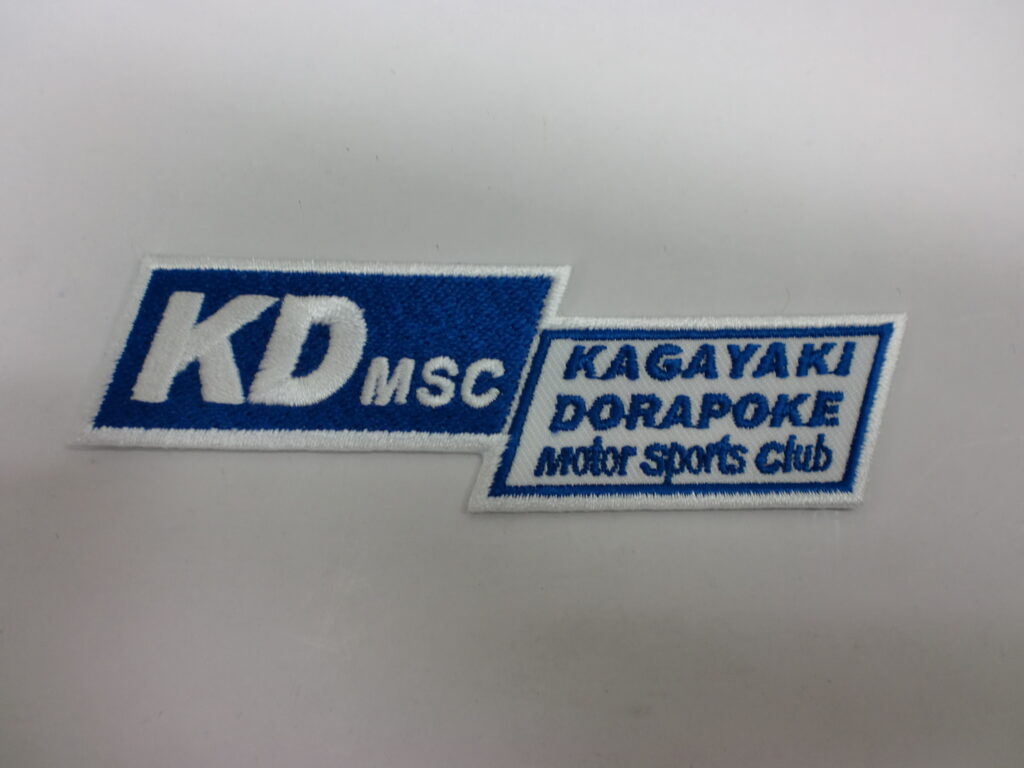 KD MSC
KAGAYAKI
DORAPOKE
Motor Sports Club